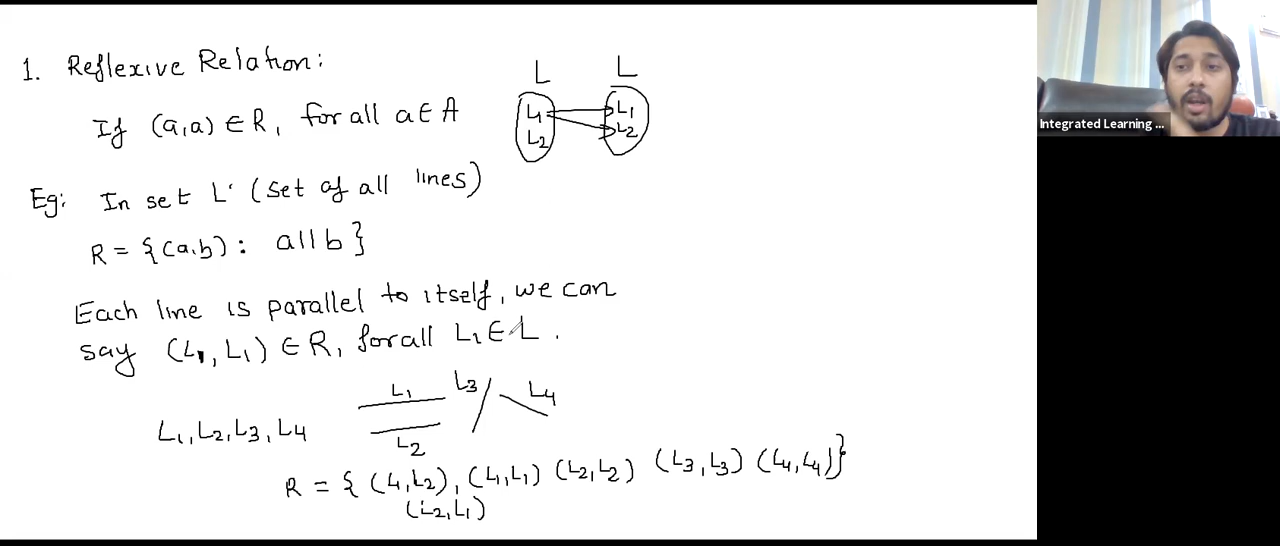 1. Reflexive Relation:
If (a,a) ∈ R, for all a ∈ A
L L
L1 L1
L2 L2
Eg: In set L (set of all lines)
R = {(a,b) : a||b}
Each line is parallel to itself, we can
say (L1, L1) ∈ R, for all L1 ∈ L.
L1 L3 L4
L1, L2, L3, L4
L2
R = { (L1,L2), (L1,L1) (L2,L2) (L3,L3) (L4,L4)}
(L2,L1)
Integrated Learning ...